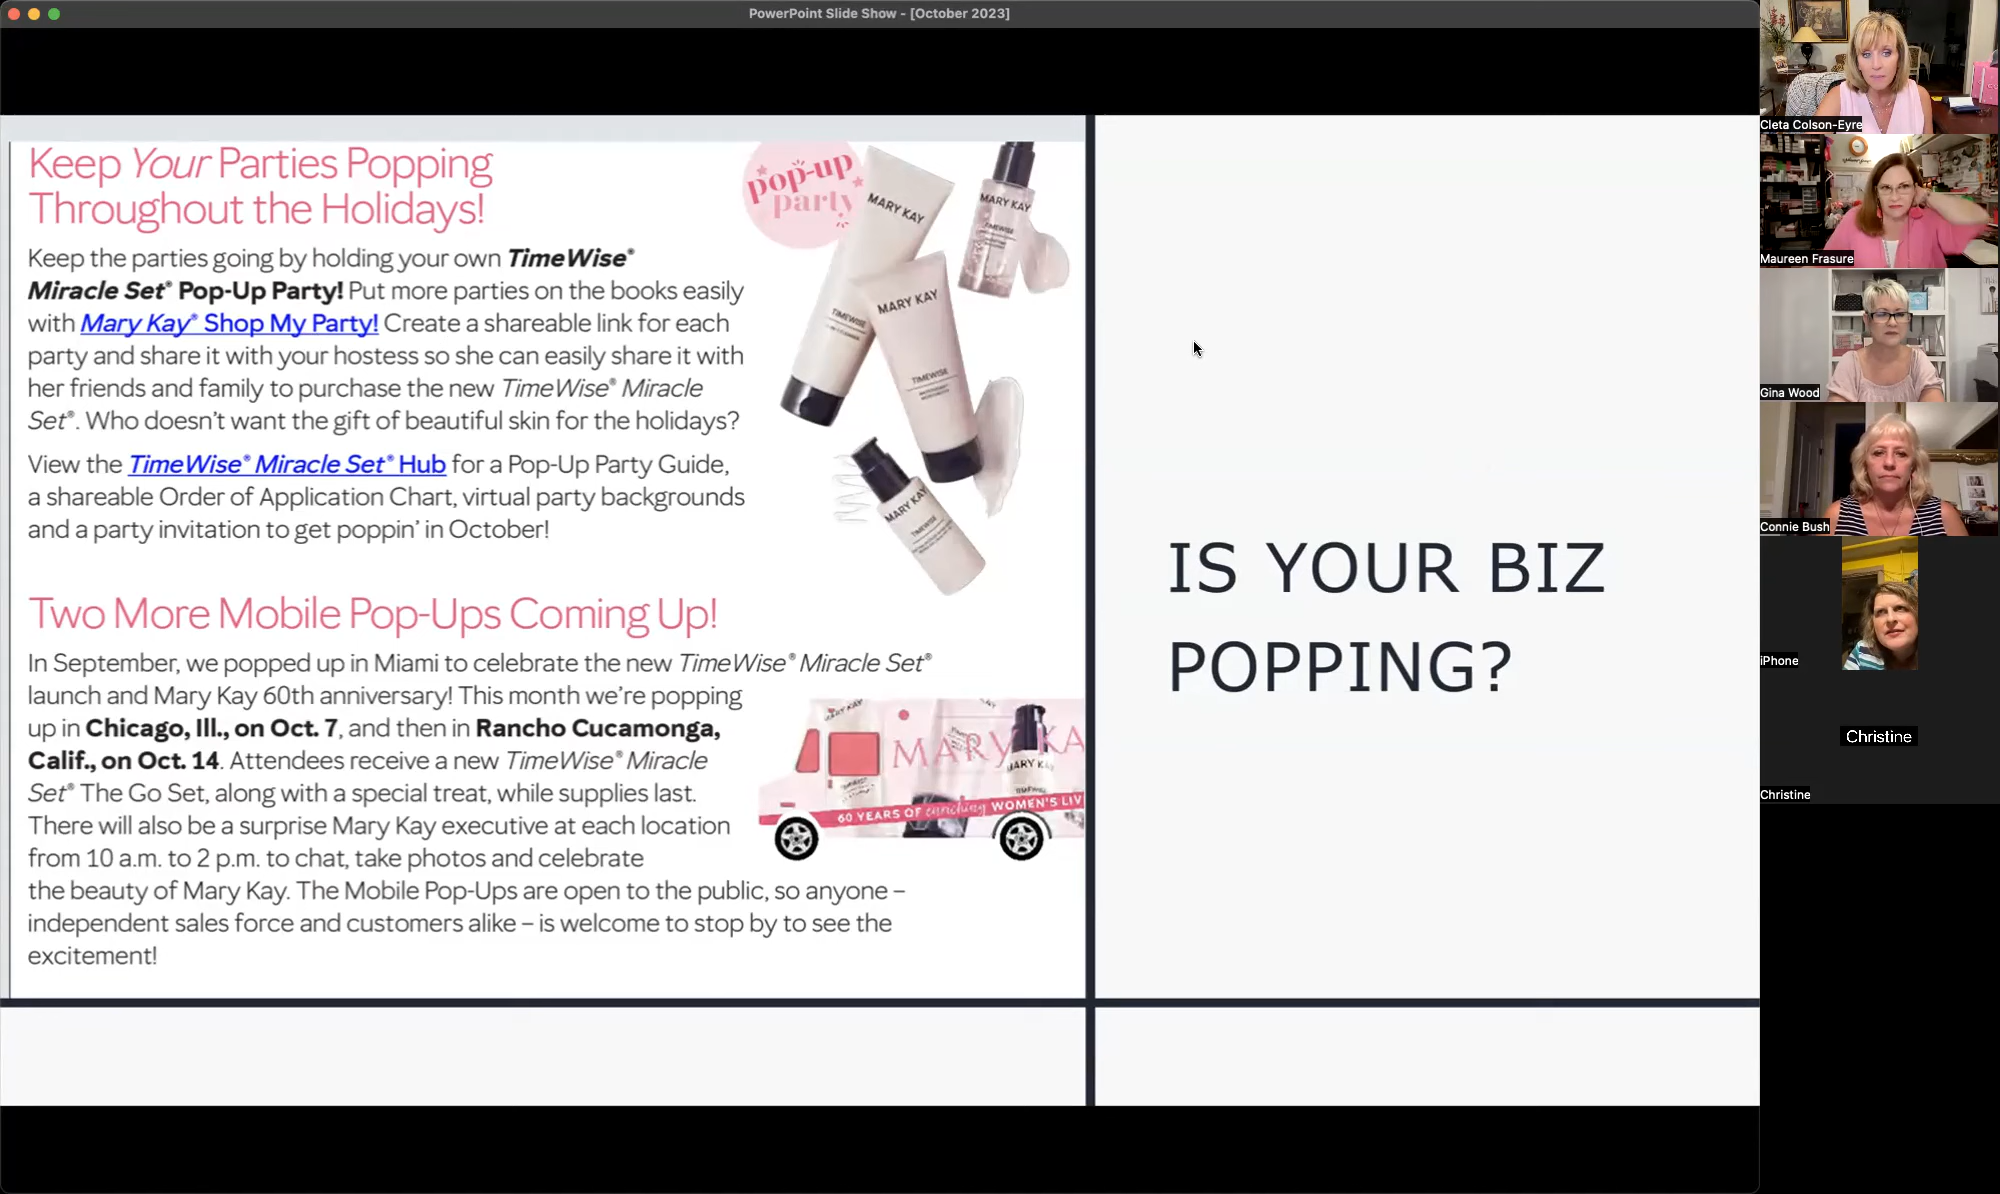 PowerPoint Slide Show - [October 2023]
Keep Your Parties Popping
Throughout the Holidays!
Keep the parties going by holding your own TimeWise®
Miracle Set® Pop-Up Party! Put more parties on the books easily
with Mary Kay® Shop My Party! Create a shareable link for each
party and share it with your hostess so she can easily share it with
her friends and family to purchase the new TimeWise® Miracle
Set®. Who doesn't want the gift of beautiful skin for the holidays?
View the TimeWise® Miracle Set® Hub for a Pop-Up Party Guide,
a shareable Order of Application Chart, virtual party backgrounds
and a party invitation to get poppin' in October!
pop-up
party
MARY KAY
TIMEWISE
MARY KAY
TIMEWISE
MARY KAY
TIMEWISE
MARY KAY
TIMEWISE
Two More Mobile Pop-Ups Coming Up!
In September, we popped up in Miami to celebrate the new TimeWise® Miracle Set®
launch and Mary Kay 60th anniversary! This month we're popping
up in Chicago, Ill., on Oct. 7, and then in Rancho Cucamonga,
Calif., on Oct. 14. Attendees receive a new TimeWise® Miracle
Set® The Go Set, along with a special treat, while supplies last.
There will also be a surprise Mary Kay executive at each location
from 10 a.m. to 2 p.m. to chat, take photos and celebrate
the beauty of Mary Kay. The Mobile Pop-Ups are open to the public, so anyone –
independent sales force and customers alike – is welcome to stop by to see the
excitement!
MARY KAY
MARY KA
MARY KA
60 YEARS OF enriching WOMEN'S LIV
IS YOUR BIZ
POPPING?
Cleta Colson-Eyre
Maureen Frasure
Gina Wood
Connie Bush
iPhone
Christine
Christine